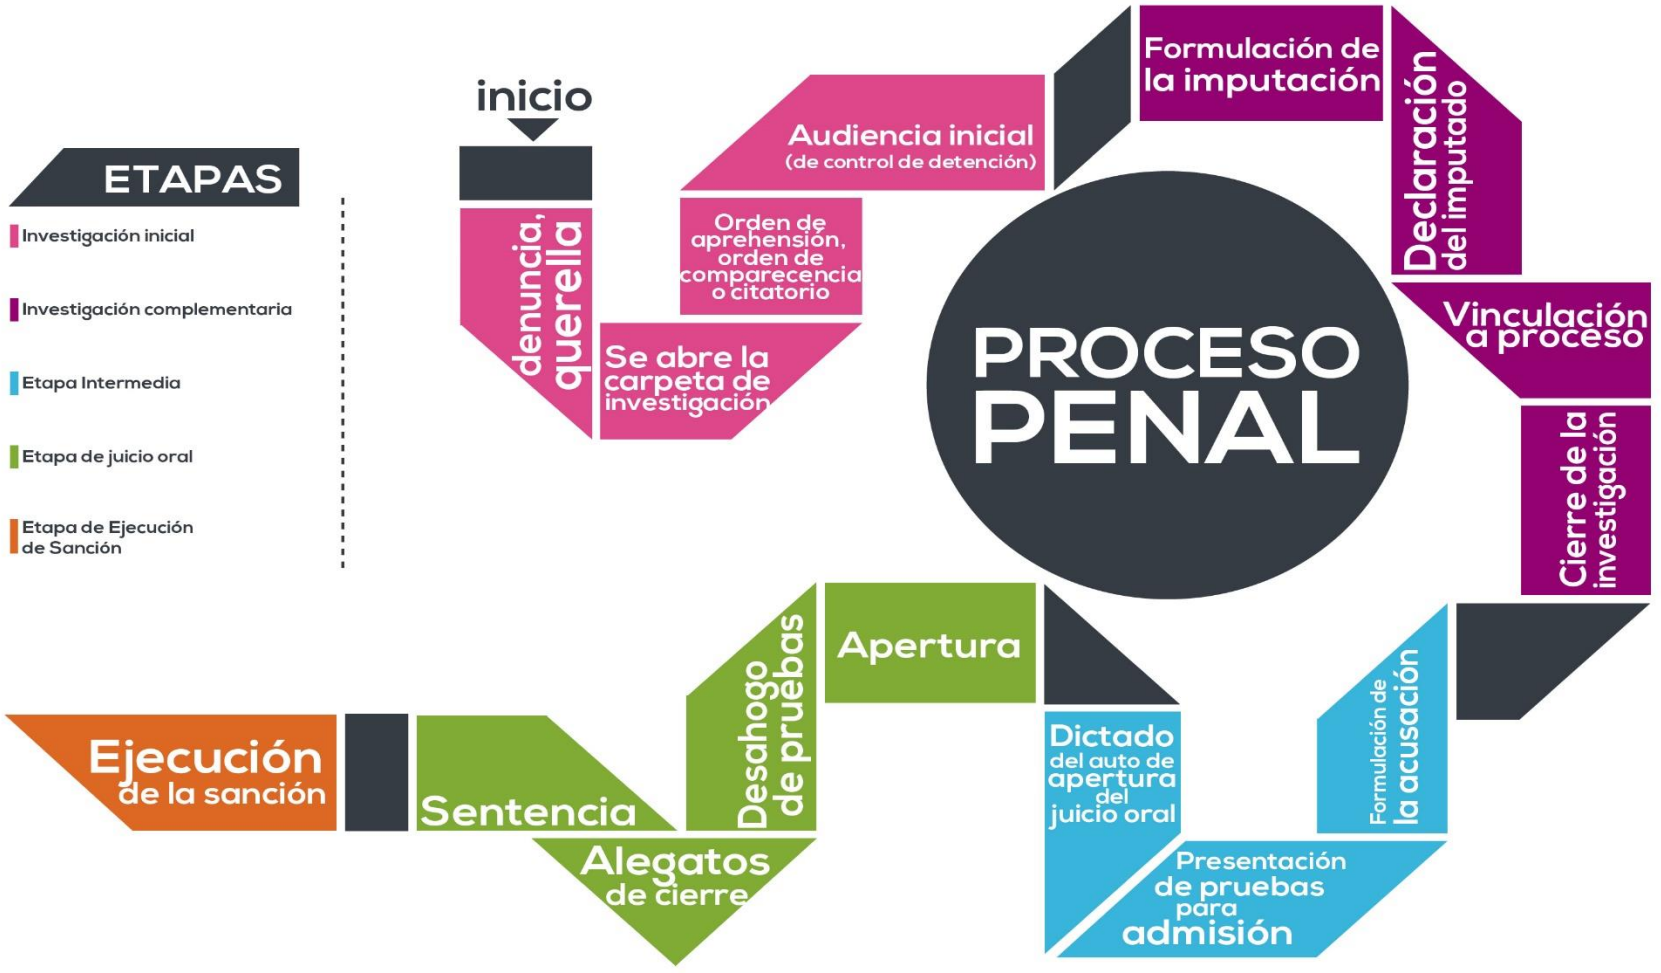 ETAPAS
Investigación inicial
Investigación complementaria
Etapa Intermedia
Etapa de juicio oral
Etapa de Ejecución
de Sanción
inicio
denuncia,
querella
Se abre la
carpeta de
investigación
Orden de
aprehensión,
orden de
comparecencia
o citatorio
Audiencia inicial
(de control de detención)
Formulación de
la imputación
Declaración
del imputado
Vinculación
a proceso
Cierre de la
investigación
PROCESO
PENAL
Formulación de
la acusación
Presentación
de pruebas
para
admisión
Dictado
del auto de
apertura
del
juicio oral
Apertura
Desahogo
de pruebas
Alegatos
de cierre
Sentencia
Ejecución
de la sanción